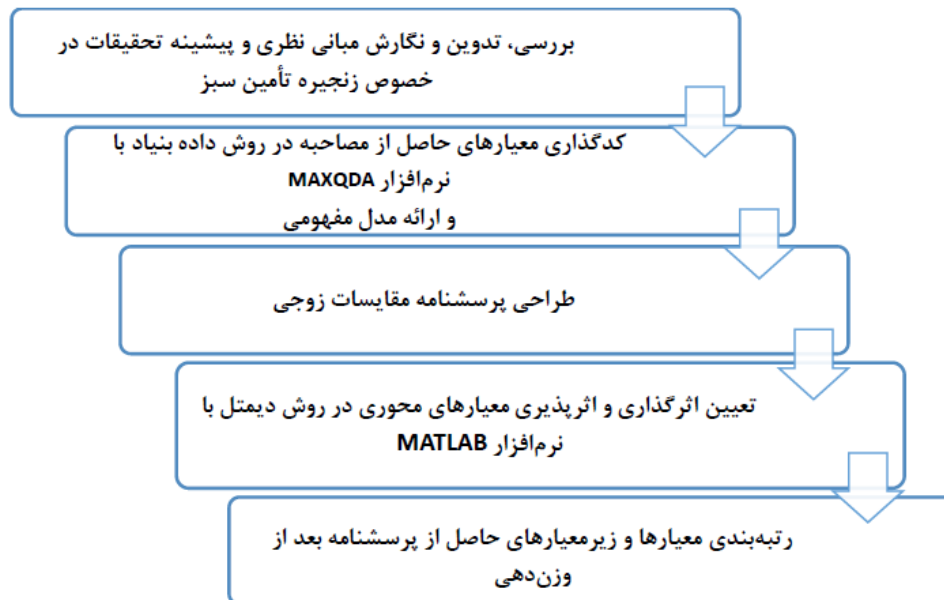 بررسی، تدوین و نگارش مبانی نظری و پیشینه تحقیقات در
خصوص زنجیره تأمین سبز
کدگذاری معیارهای حاصل از مصاحبه در روش داده بنیاد با
نرم‌افزار MAXQDA
و ارائه مدل مفهومی
طراحی پرسشنامه مقایسات زوجی
تعیین اثرگذاری و اثرپذیری معیارهای محوری در روش دیمتل با
نرم‌افزار MATLAB
رتبه‌بندی معیارها و زیرمعیارهای حاصل از پرسشنامه بعد از
وزن‌دهی